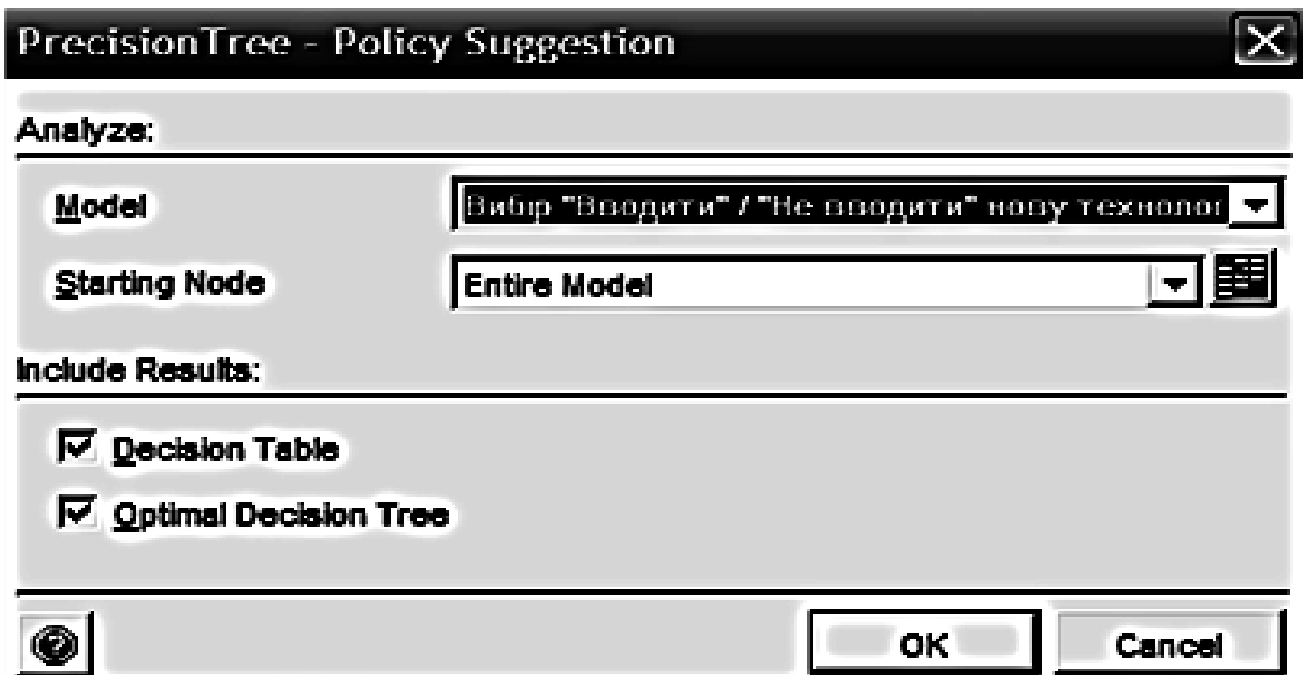 PrecisionTree - Policy Suggestion
Analyze:
Model Вибір "Вводити" / "Не вводити" нову технолог
Starting Node Entire Model
Include Results:
Decision Table
Optimal Decision Tree
OK Cancel